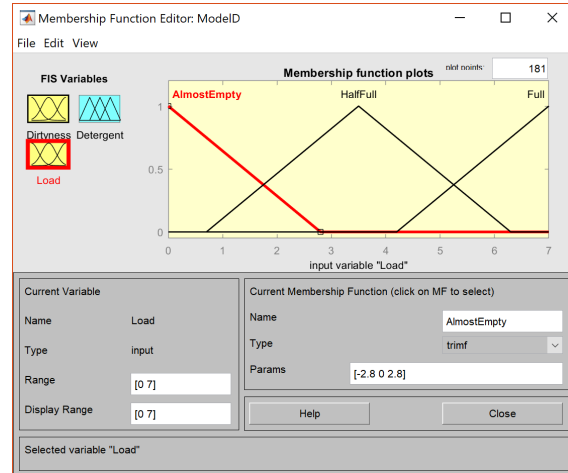 Membership Function Editor: ModelD
File Edit View
FIS Variables
Dirtyness Detergent
Load
Membership function plots plot points: 181
AlmostEmpty HalfFull Full
1
0.5
0
0 1 2 3 4 5 6 7
input variable "Load"
Current Variable
Name Load
Type input
Range [0 7]
Display Range [0 7]
Current Membership Function (click on MF to select)
Name AlmostEmpty
Type trimf
Params [-2.8 0 2.8]
Help Close
Selected variable "Load"